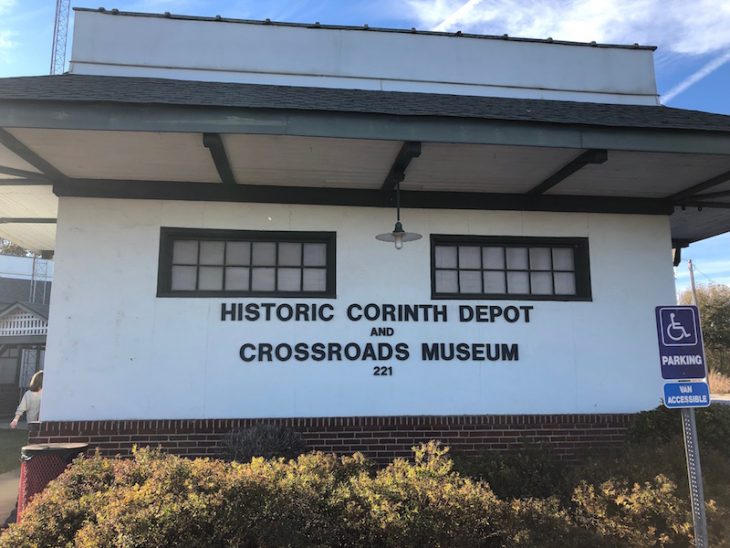 HISTORIC CORINTH DEPOT
AND
CROSSROADS MUSEUM
221
PARKING
VAN
ACCESSIBLE